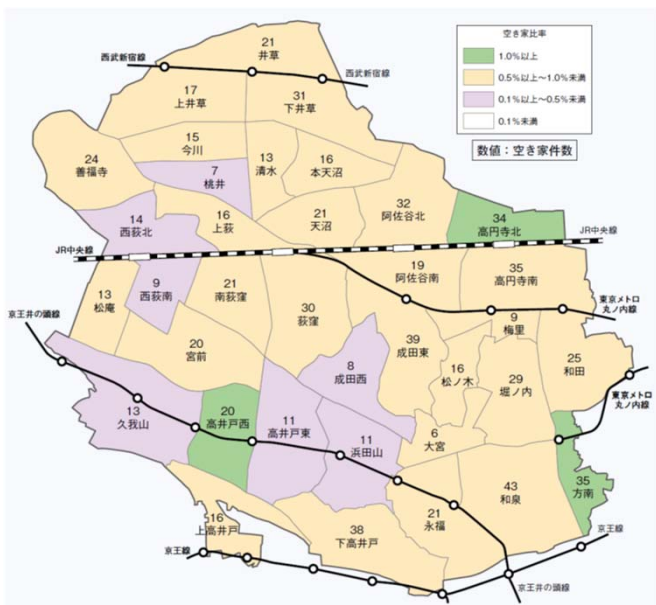 空き家比率
1.0%以上
0.5%以上～1.0%未満
0.1%以上～0.5%未満
0.1%未満
数値：空き家件数
21
井草
西武新宿線
西武新宿線
17
上井草
31
下井草
15
今川
13
清水
16
本天沼
24
善福寺
7
桃井
14
西荻北
16
上荻
21
天沼
32
阿佐谷北
34
高円寺北
JR中央線
JR中央線
13
松庵
9
西荻南
21
南荻窪
30
荻窪
19
阿佐谷南
35
高円寺南
東京メトロ
丸ノ内線
京王井の頭線
20
宮前
8
成田西
39
成田東
9
梅里
16
松ノ木
29
堀ノ内
25
和田
東京メトロ
丸ノ内線
13
久我山
20
高井戸西
11
高井戸東
11
浜田山
6
大宮
43
和泉
35
方南
16
上高井戸
38
下高井戸
21
永福
京王線
京王線
京王井の頭線